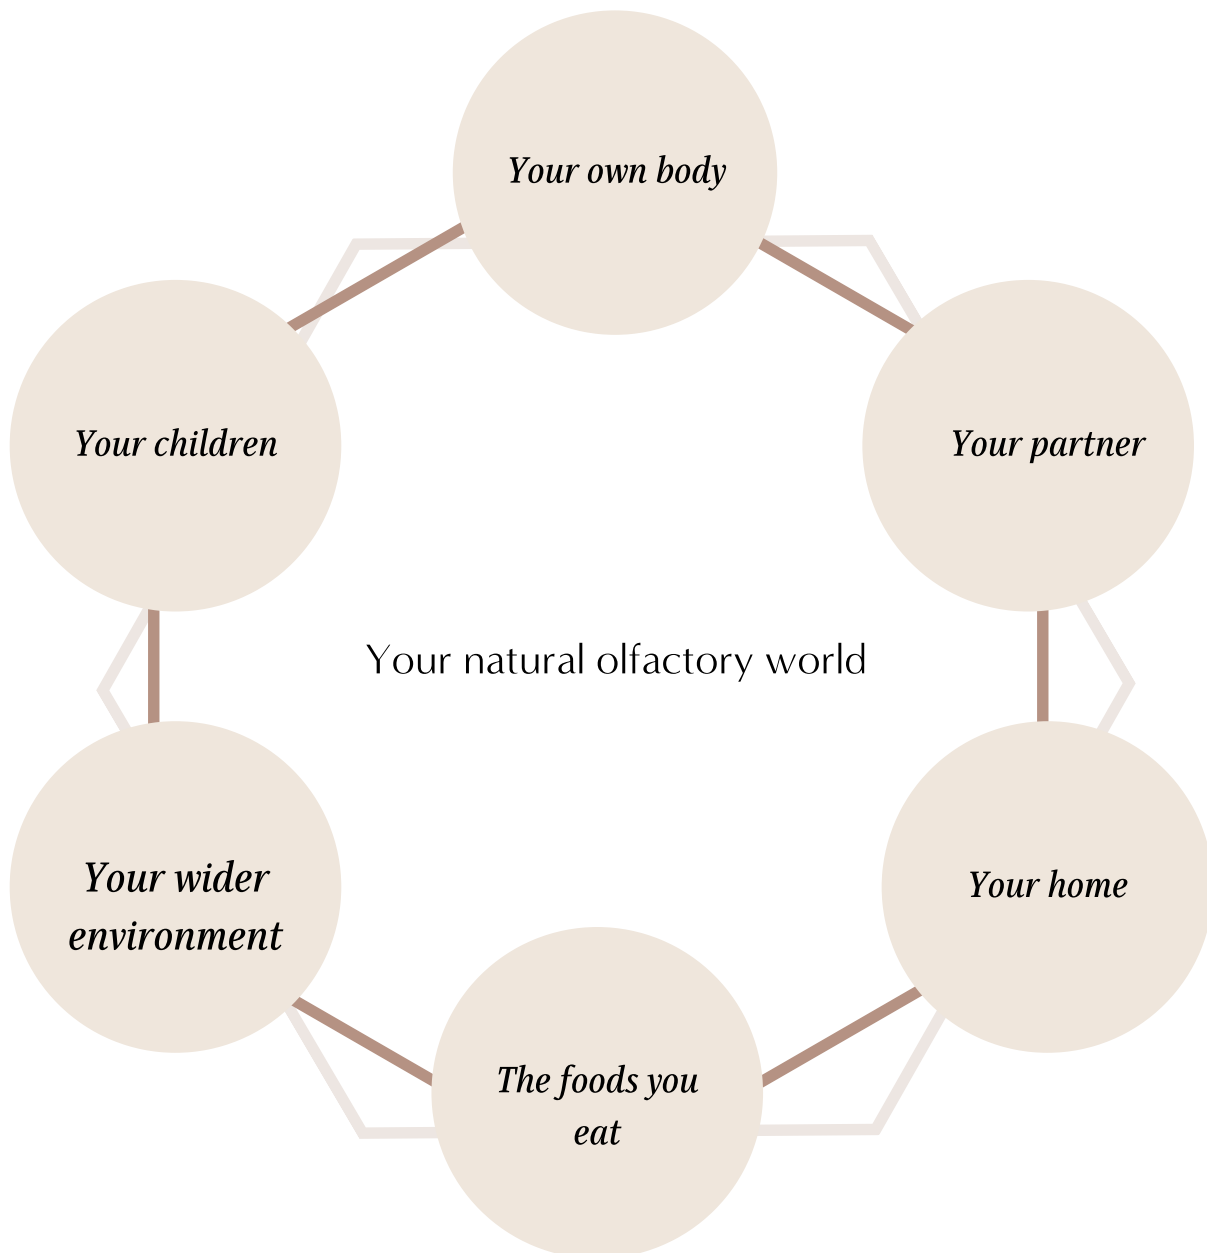 Your own body
Your children
Your partner
Your natural olfactory world
Your wider
environment
Your home
The foods you
eat